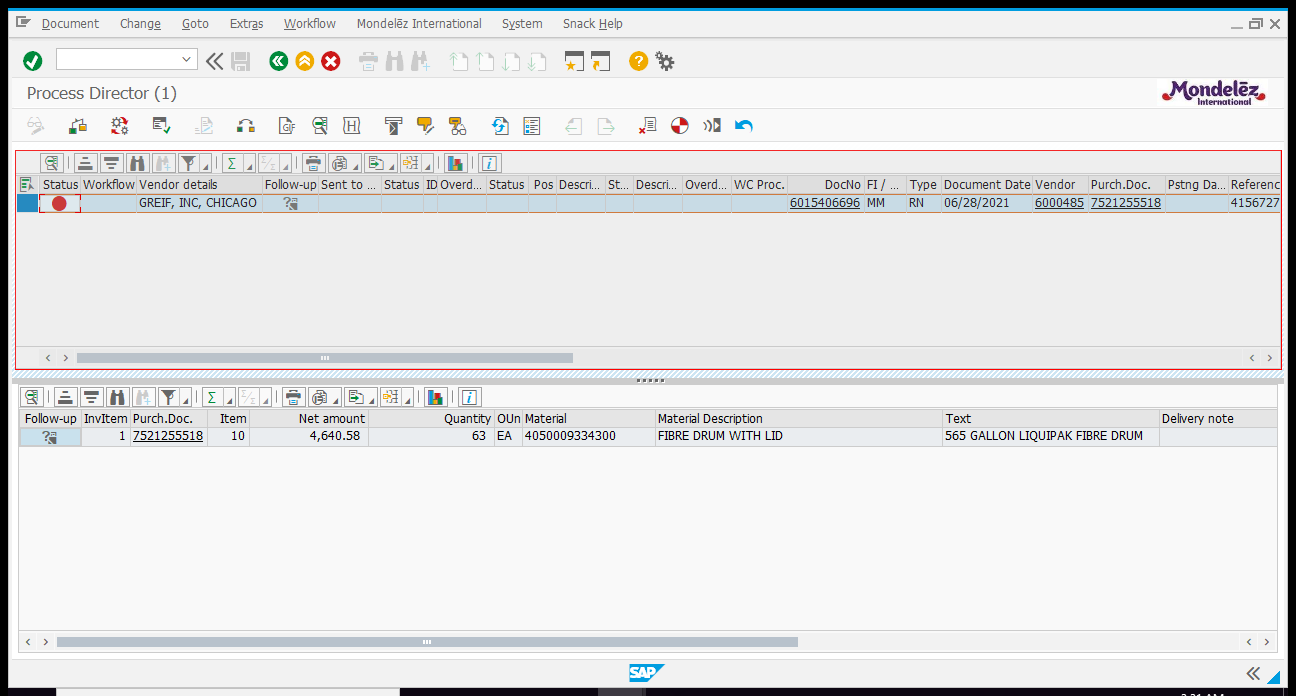 Document Change Goto Extras Workflow Mondelēz International System Snack Help
Process Director (1)
Mondelēz
International
GIF
H
Σ
Status Workflow Vendor details Follow-up Sent to ... Status ID Overd... Status Pos Descri... St... Descri... Overd... WC Proc. DocNo FI / ... Type Document Date Vendor Purch.Doc. Pstng Da... Referenc
GREIF, INC, CHICAGO 6015406696 MM RN 06/28/2021 6000485 7521255518 4156727
Σ
Follow-up InvItem Purch.Doc. Item Net amount Quantity OUn Material Material Description Text Delivery note
1 7521255518 10 4,640.58 63 EA 4050009334300 FIBRE DRUM WITH LID 565 GALLON LIQUIPAK FIBRE DRUM
SAP